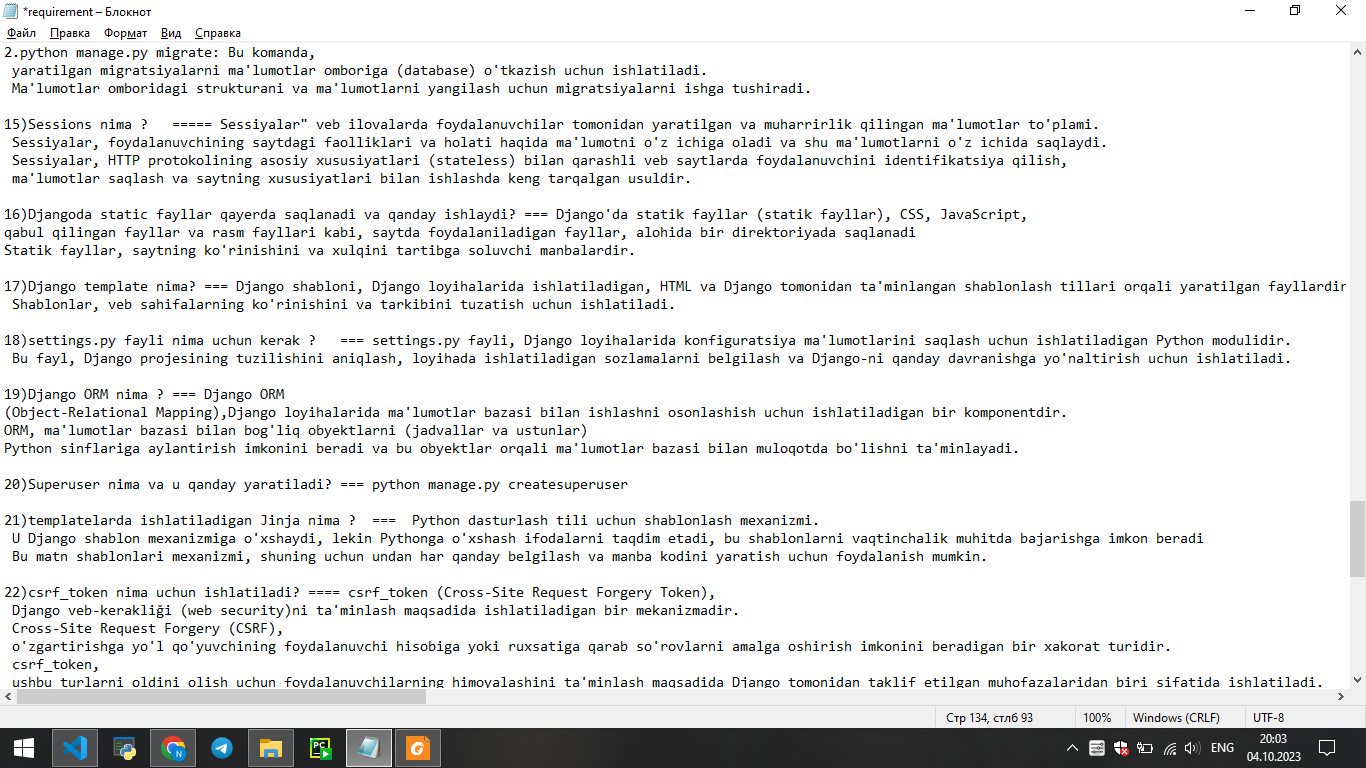 *requirement – Блокнот
Файл Правка Формат Вид Справка
2.python manage.py migrate: Bu komanda,
yaratilgan migratsiyalarni ma'lumotlar omboriga (database) o'tkazish uchun ishlatiladi.
Ma'lumotlar omboridagi strukturani va ma'lumotlarni yangilash uchun migratsiyalarni ishga tushiradi.
15)Sessions nima ?   ===== Sessiyalar" veb ilovalarda foydalanuvchilar tomonidan yaratilgan va muharrirlik qilingan ma'lumotlar to'plami.
Sessiyalar, foydalanuvchining saytdagi faolliklari va holati haqida ma'lumotni o'z ichiga oladi va shu ma'lumotlarni o'z ichida saqlaydi.
Sessiyalar, HTTP protokolining asosiy xususiyatlari (stateless) bilan qarashli veb saytlarda foydalanuvchini identifikatsiya qilish,
ma'lumotlar saqlash va saytning xususiyatlari bilan ishlashda keng tarqalgan usuldir.
16)Djangoda static fayllar qayerda saqlanadi va qanday ishlaydi? === Django'da statik fayllar (statik fayllar), CSS, JavaScript,
qabul qilingan fayllar va rasm fayllari kabi, saytda foydalaniladigan fayllar, alohida bir direktoriyada saqlanadi
Statik fayllar, saytning ko'rinishini va xulqini tartibga soluvchi manbalardir.
17)Django template nima? === Django shabloni, Django loyihalarida ishlatiladigan, HTML va Django tomonidan ta'minlangan shablonlash tillari orqali yaratilgan fayllardir
Shablonlar, veb sahifalarning ko'rinishini va tarkibini tuzatish uchun ishlatiladi.
18)settings.py fayli nima uchun kerak ?   === settings.py fayli, Django loyihalarida konfiguratsiya ma'lumotlarini saqlash uchun ishlatiladigan Python modulidir.
Bu fayl, Django projesining tuzilishini aniqlash, loyihada ishlatiladigan sozlamalarni belgilash va Django-ni qanday davranishga yo'naltirish uchun ishlatiladi.
19)Django ORM nima ? === Django ORM
(Object-Relational Mapping),Django loyihalarida ma'lumotlar bazasi bilan ishlashni osonlashish uchun ishlatiladigan bir komponentdir.
ORM, ma'lumotlar bazasi bilan bog'liq obyektlarni (jadvallar va ustunlar)
Python sinflariga aylantirish imkonini beradi va bu obyektlar orqali ma'lumotlar bazasi bilan muloqotda bo'lishni ta'minlayadi.
20)Superuser nima va u qanday yaratiladi? === python manage.py createsuperuser
21)templatelarda ishlatiladigan Jinja nima ?  ===  Python dasturlash tili uchun shablonlash mexanizmi.
U Django shablon mexanizmiga o'xshaydi, lekin Pythonga o'xshash ifodalarni taqdim etadi, bu shablonlarni vaqtinchalik muhitda bajarishga imkon beradi
Bu matn shablonlari mexanizmi, shuning uchun undan har qanday belgilash va manba kodini yaratish uchun foydalanish mumkin.
22)csrf_token nima uchun ishlatiladi? ==== csrf_token (Cross-Site Request Forgery Token),
Django veb-kerakliği (web security)ni ta'minlash maqsadida ishlatiladigan bir mekanizmadir.
Cross-Site Request Forgery (CSRF),
o'zgartirishga yo'l qo'yuvchining foydalanuvchi hisobiga yoki ruxsatiga qarab so'rovlarni amalga oshirish imkonini beradigan bir xakorat turidir.
csrf_token,
ushbu turlarni oldini olish uchun foydalanuvchilarning himoyalashini ta'minlash maqsadida Django tomonidan taklif etilgan muhofazalaridan biri sifatida ishlatiladi.
Стр 134, стлб 93 100% Windows (CRLF) UTF-8
PC N G ENG 20:03
04.10.2023